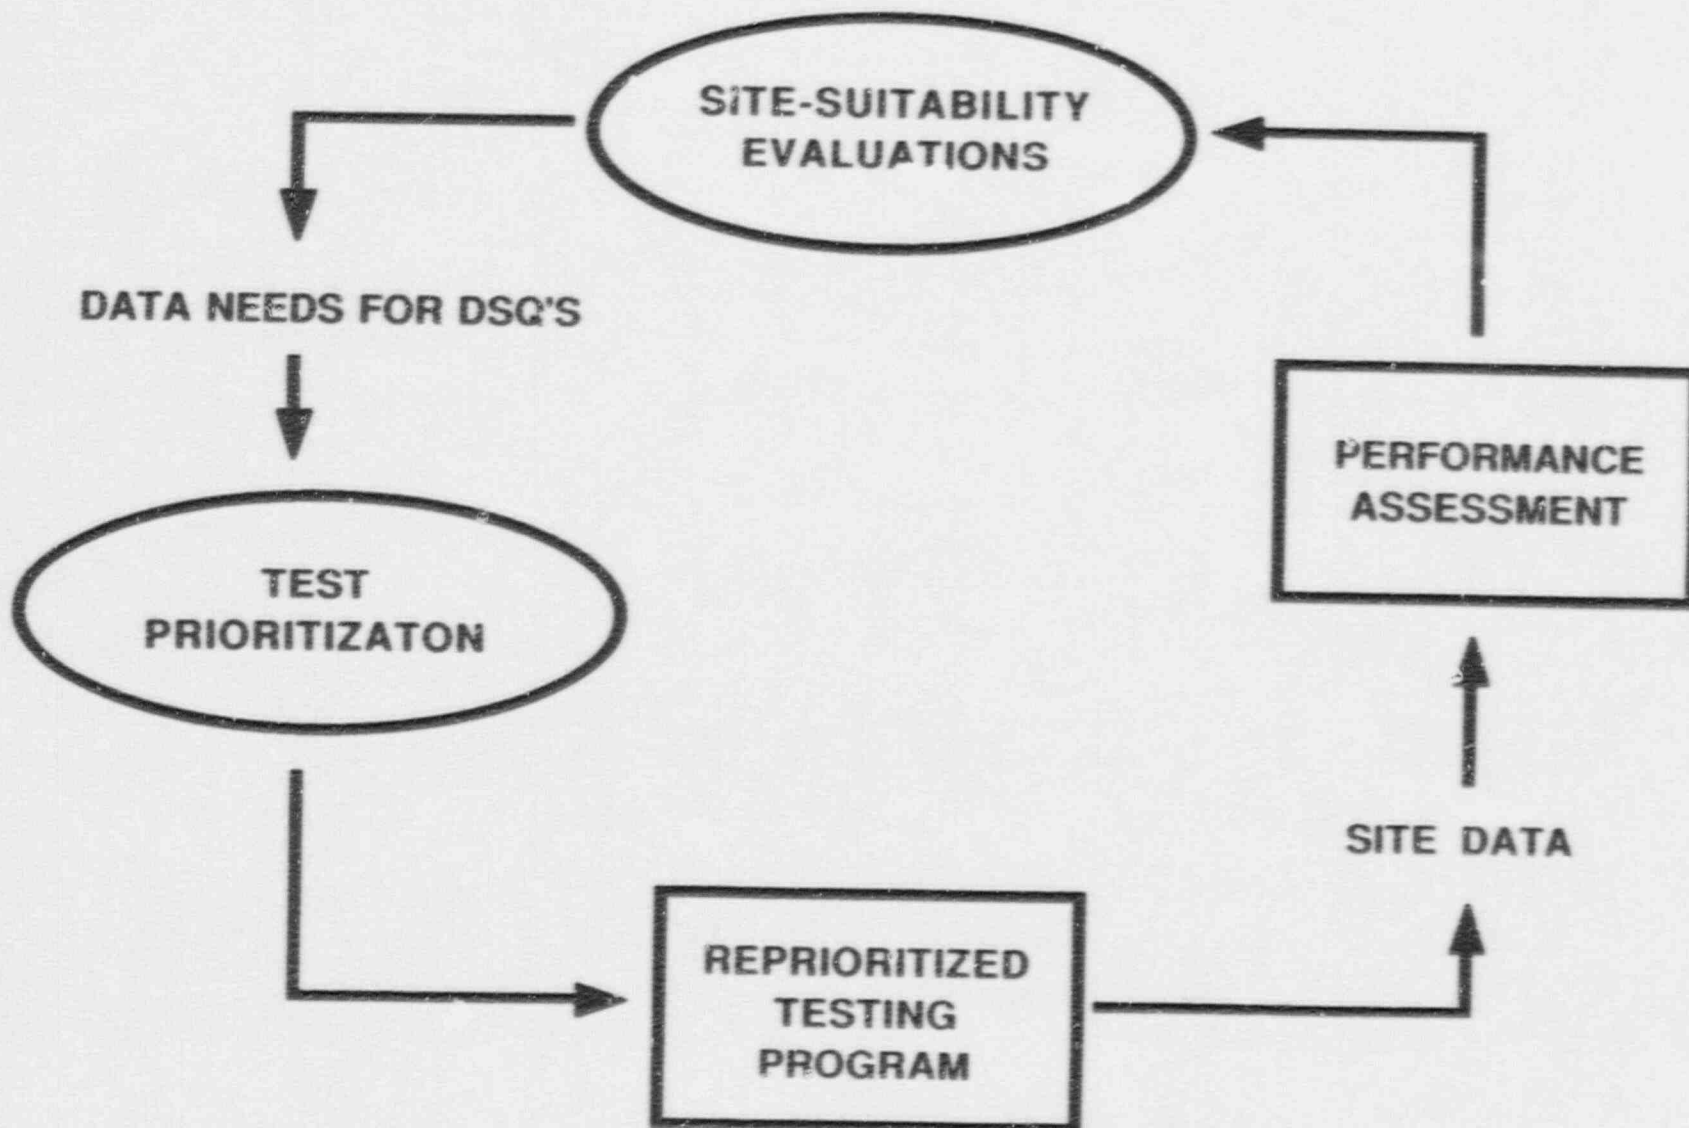 SITE-SUITABILITY
EVALUATIONS
DATA NEEDS FOR DSQ'S
TEST
PRIORITIZATON
REPRIORITIZED
TESTING
PROGRAM
SITE DATA
PERFORMANCE
ASSESSMENT